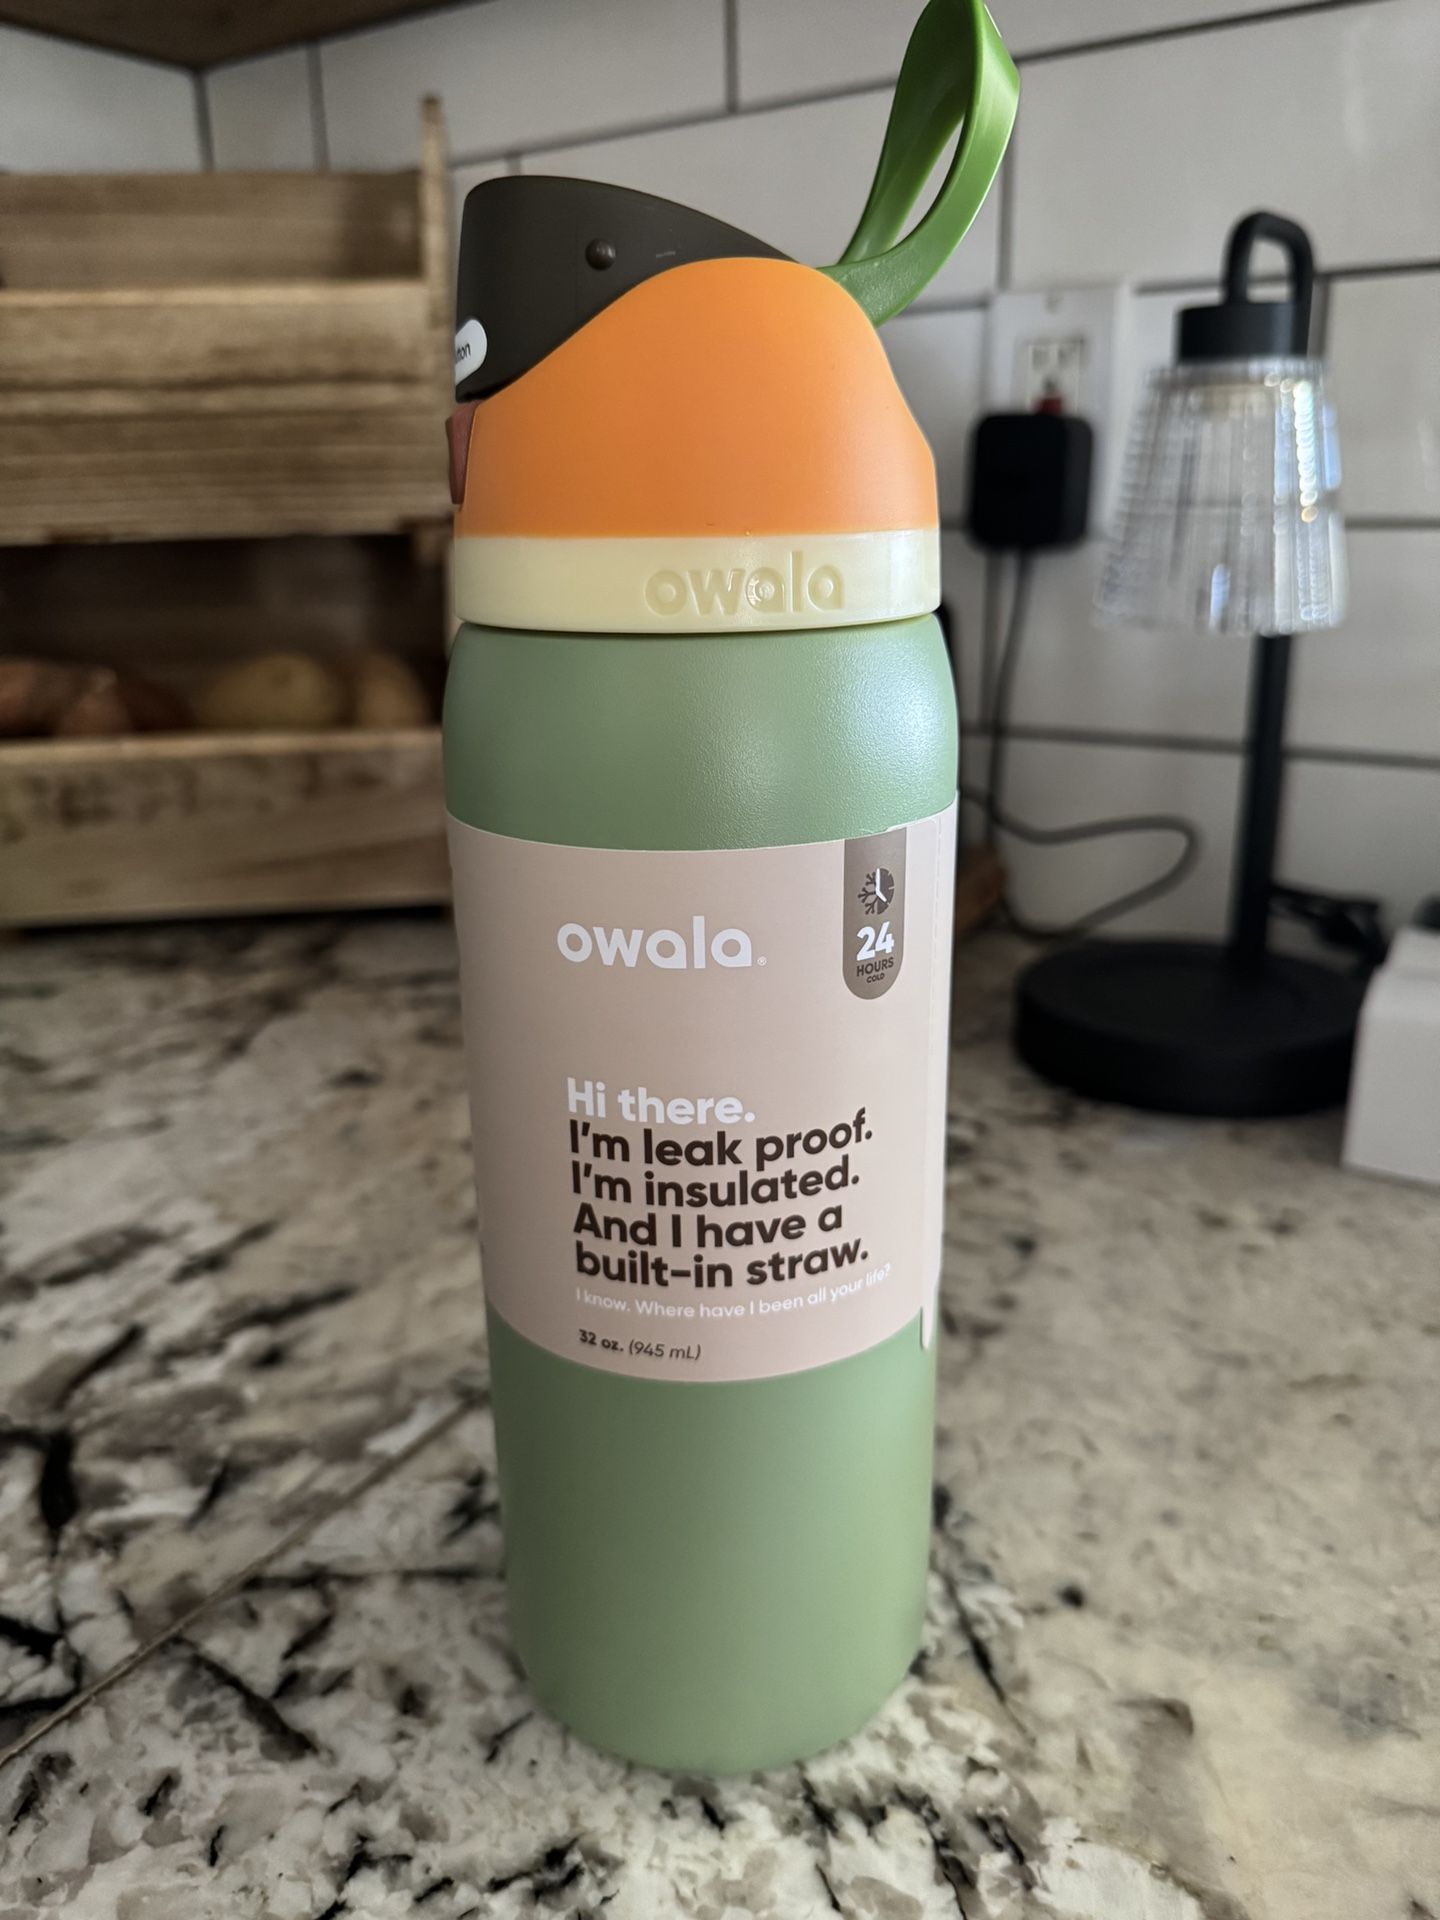 owala
owala®
24
HOURS
COLD
Hi there.
I'm leak proof.
I'm insulated.
And I have a
built-in straw.
I know. Where have I been all your life?
32 oz. (945 mL)